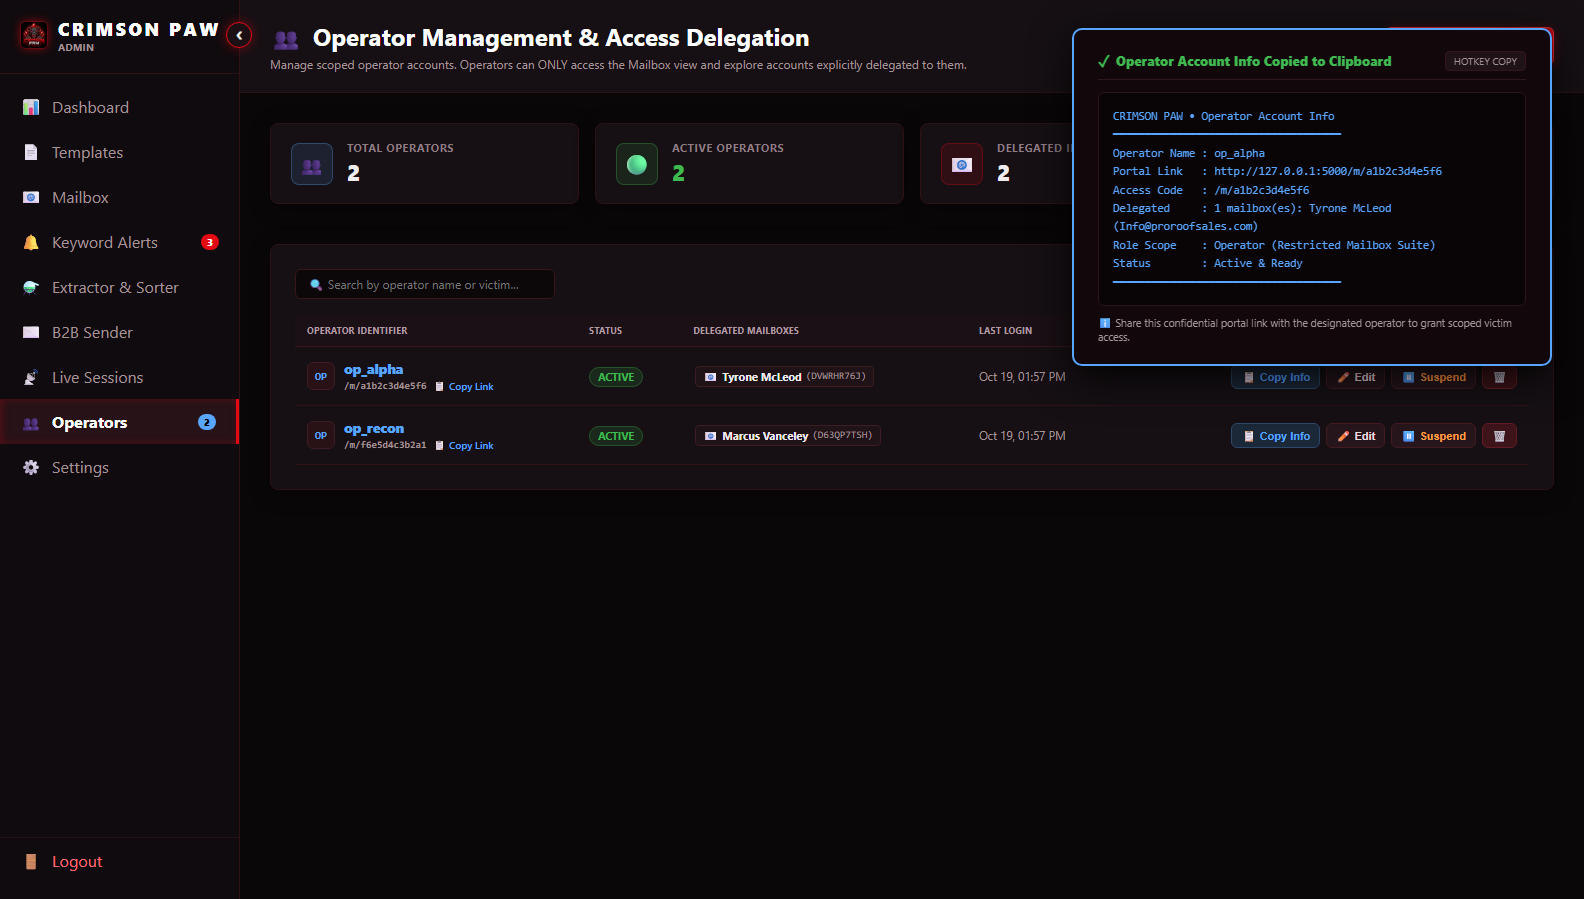 CRIMSON PAW
ADMIN
Dashboard
Templates
Mailbox
Keyword Alerts 3
Extractor & Sorter
B2B Sender
Live Sessions
Operators 2
Settings
Logout
Operator Management & Access Delegation
Manage scoped operator accounts. Operators can ONLY access the Mailbox view and explore accounts explicitly delegated to them.
TOTAL OPERATORS
2
ACTIVE OPERATORS
2
DELEGATED
2
Search by operator name or victim...
OPERATOR IDENTIFIER STATUS DELEGATED MAILBOXES LAST LOGIN
OP op_alpha
/m/a1b2c3d4e5f6 Copy Link
ACTIVE
Tyrone McLeod (DVWRHR76J)
Oct 19, 01:57 PM
Copy Info Edit Suspend
OP op_recon
/m/f6e5d4c3b2a1 Copy Link
ACTIVE
Marcus Vanceley (D63QP7TSH)
Oct 19, 01:57 PM
Copy Info Edit Suspend
✓ Operator Account Info Copied to Clipboard
HOTKEY COPY
CRIMSON PAW • Operator Account Info
Operator Name : op_alpha
Portal Link : http://127.0.0.1:5000/m/a1b2c3d4e5f6
Access Code : /m/a1b2c3d4e5f6
Delegated : 1 mailbox(es): Tyrone McLeod
(Info@proroofsales.com)
Role Scope : Operator (Restricted Mailbox Suite)
Status : Active & Ready
Share this confidential portal link with the designated operator to grant scoped victim
access.